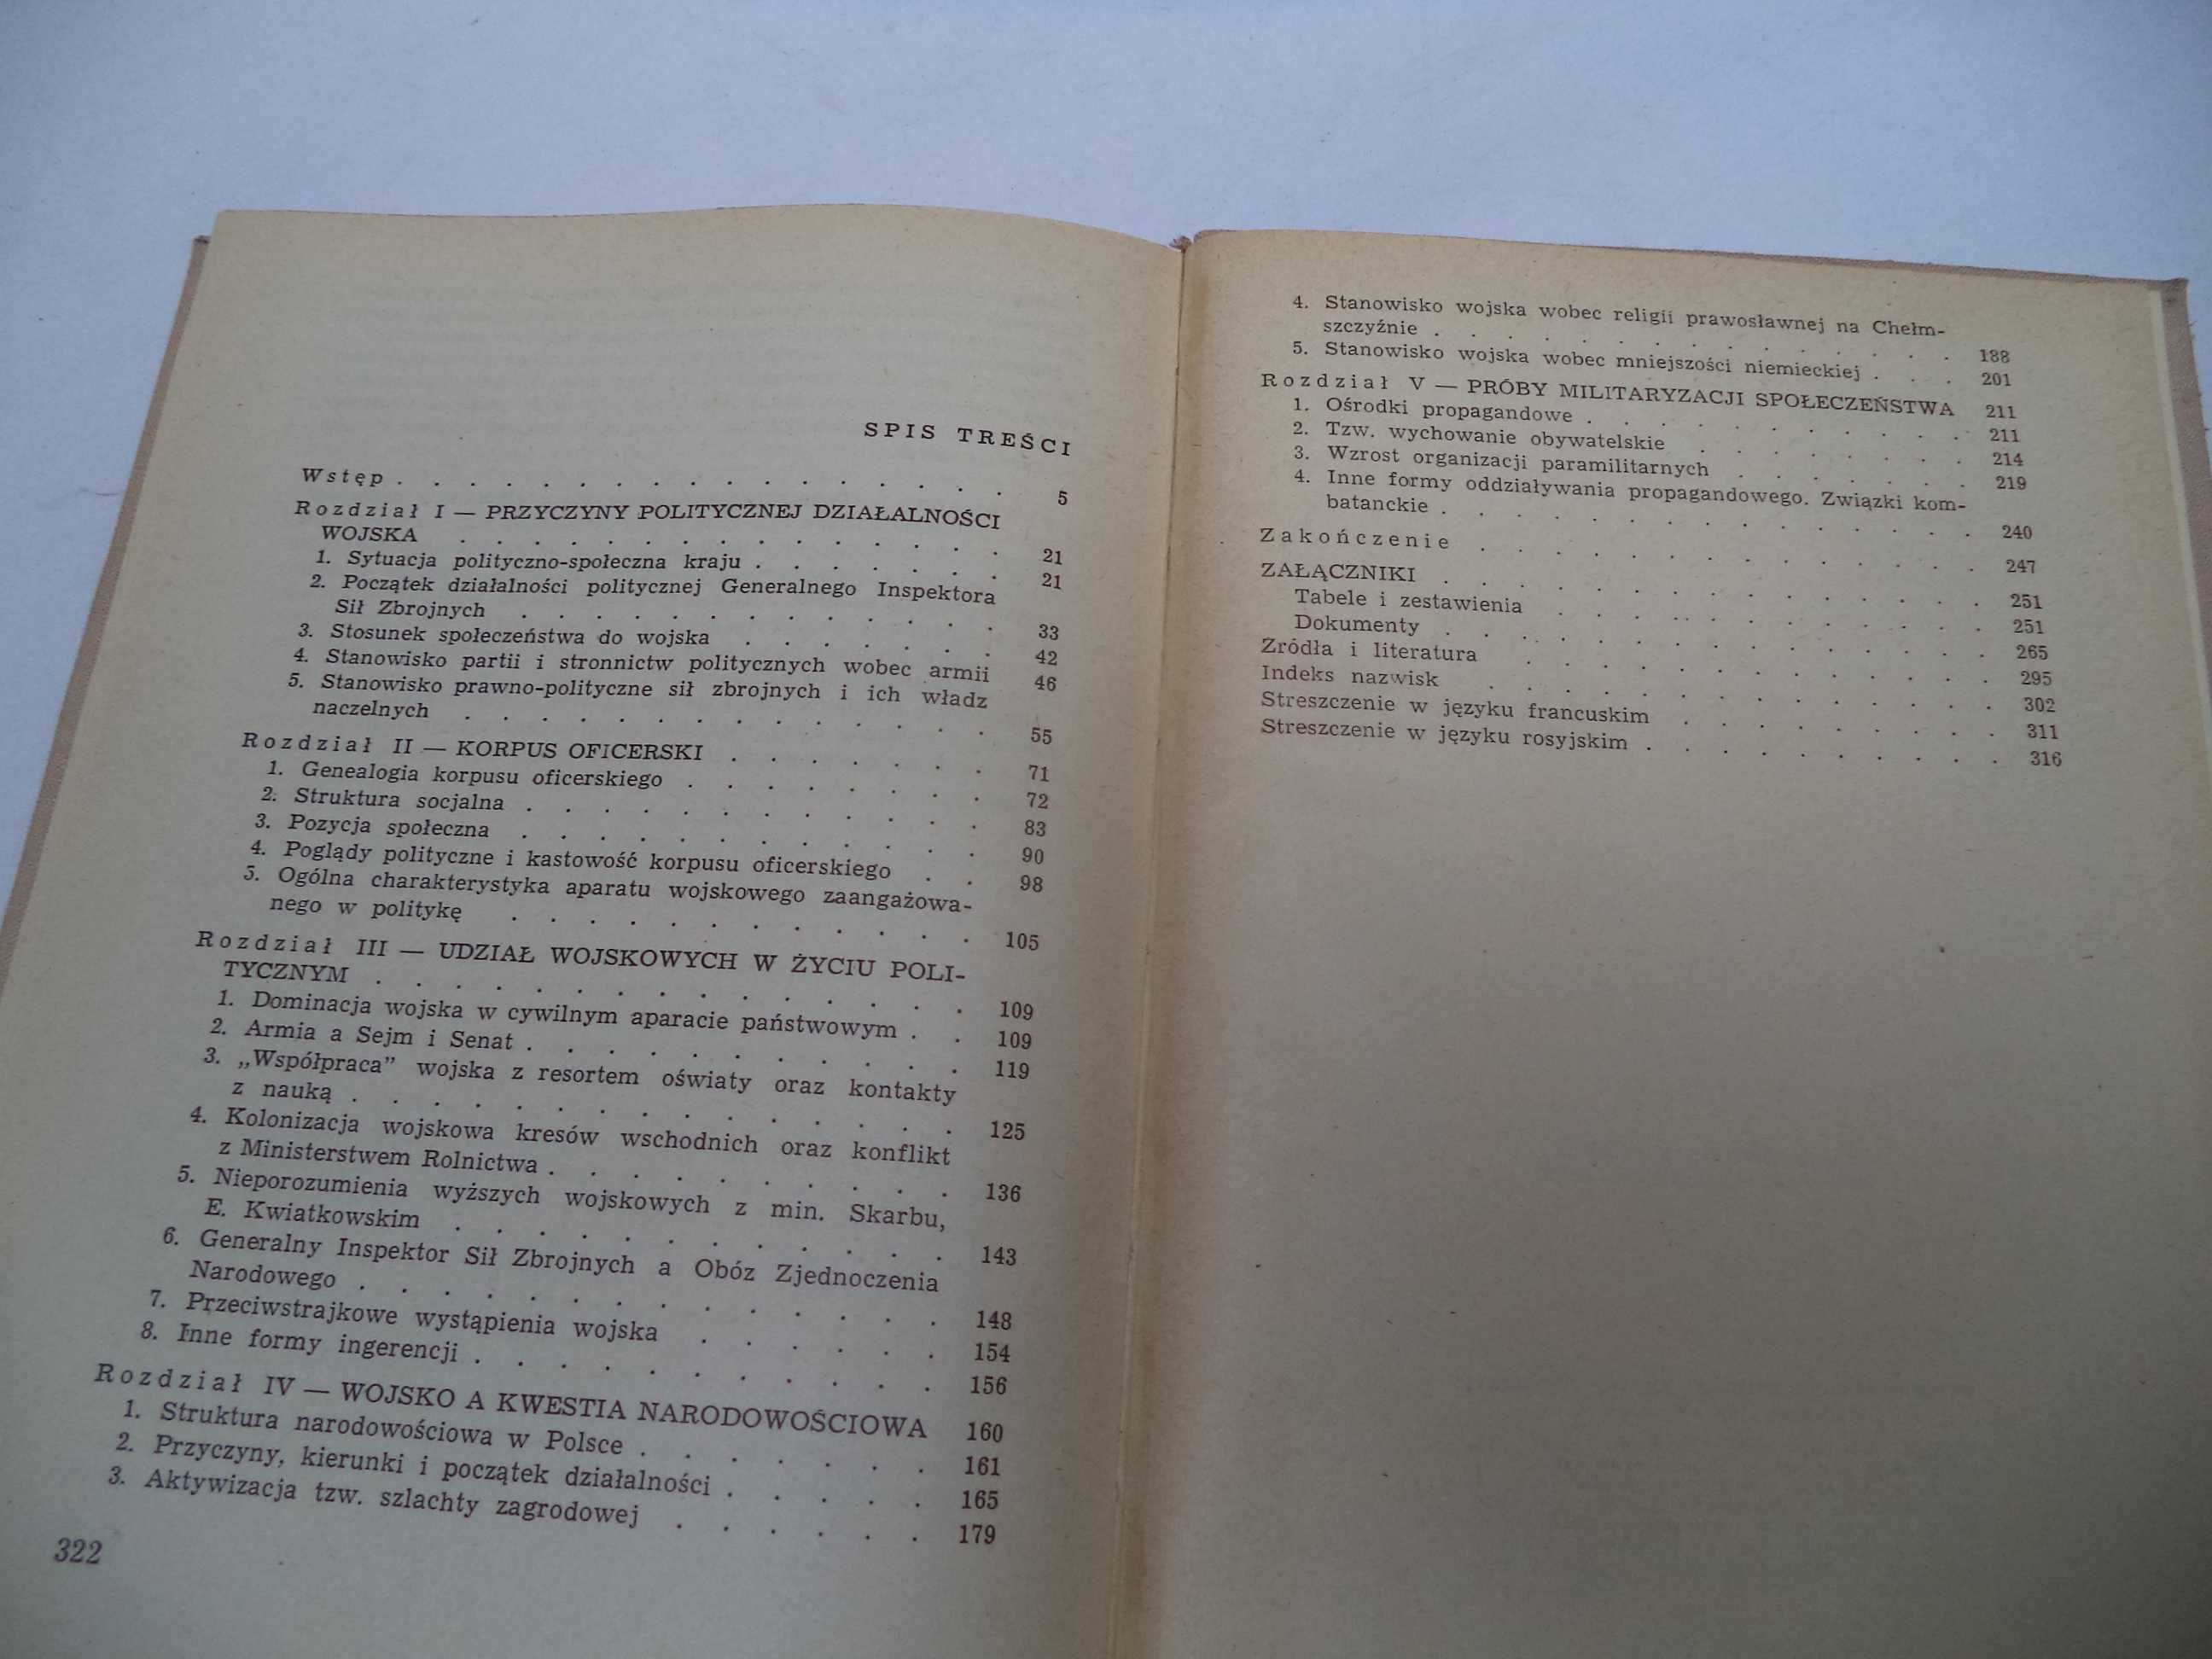 SPIS TREŚCI
Wstęp . . . . . . . . . . . . . . . . . 5
Rozdział I — PRZYCZYNY POLITYCZNEJ DZIAŁALNOŚCI
WOJSKA . . . . . . . . . . . . . . . 21
1. Sytuacja polityczno-społeczna kraju . . . . . . . 21
2. Początek działalności politycznej Generalnego Inspektora
Sił Zbrojnych . . . . . . . . . . . . . 33
3. Stosunek społeczeństwa do wojska . . . . . . . 42
4. Stanowisko partii i stronnictw politycznych wobec armii 46
5. Stanowisko prawno-polityczne sił zbrojnych i ich władz
naczelnych . . . . . . . . . . . . . . 55
Rozdział II — KORPUS OFICERSKI . . . . . . . 71
1. Genealogia korpusu oficerskiego . . . . . . . . 72
2. Struktura socjalna . . . . . . . . . . . . 83
3. Pozycja społeczna . . . . . . . . . . . . 90
4. Poglądy polityczne i kastowość korpusu oficerskiego . . 98
5. Ogólna charakterystyka aparatu wojskowego zaangażowa-
nego w politykę . . . . . . . . . . . . 105
Rozdział III — UDZIAŁ WOJSKOWYCH W ŻYCIU POLI-
TYCZNYM . . . . . . . . . . . . . . . 109
1. Dominacja wojska w cywilnym aparacie państwowym . . 109
2. Armia a Sejm i Senat . . . . . . . . . . . 119
3. „Współpraca” wojska z resortem oświaty oraz kontakty
z nauką . . . . . . . . . . . . . . . 125
4. Kolonizacja wojskowa kresów wschodnich oraz konflikt
z Ministerstwem Rolnictwa . . . . . . . . . . 136
5. Nieporozumienia wyższych wojskowych z min. Skarbu,
E. Kwiatkowskim . . . . . . . . . . . . 143
6. Generalny Inspektor Sił Zbrojnych a Obóz Zjednoczenia
Narodowego . . . . . . . . . . . . . . 148
7. Przeciwstrajkowe wystąpienia wojska . . . . . . 154
8. Inne formy ingerencji . . . . . . . . . . . 156
Rozdział IV — WOJSKO A KWESTIA NARODOWOŚCIOWA 160
1. Struktura narodowościowa w Polsce . . . . . . . 161
2. Przyczyny, kierunki i początek działalności . . . . . 165
3. Aktywizacja tzw. szlachty zagrodowej . . . . . . 179
322
4. Stanowisko wojska wobec religii prawosławnej na Chełm-
szczyźnie . . . . . . . . . . . . . . . 188
5. Stanowisko wojska wobec mniejszości niemieckiej . . . 201
Rozdział V — PRÓBY MILITARYZACJI SPOŁECZEŃSTWA 211
1. Ośrodki propagandowe . . . . . . . . . . . 211
2. Tzw. wychowanie obywatelskie . . . . . . . . 214
3. Wzrost organizacji paramilitarnych . . . . . . . 219
4. Inne formy oddziaływania propagandowego. Związki kom-
batanckie . . . . . . . . . . . . . . . 240
Zakończenie . . . . . . . . . . . . . . 247
ZAŁĄCZNIKI . . . . . . . . . . . . . . . 251
Tabele i zestawienia . . . . . . . . . . . . 251
Dokumenty . . . . . . . . . . . . . . . 265
Źródła i literatura . . . . . . . . . . . . . 295
Indeks nazwisk . . . . . . . . . . . . . . 302
Streszczenie w języku francuskim . . . . . . . . . 311
Streszczenie w języku rosyjskim . . . . . . . . . . 316